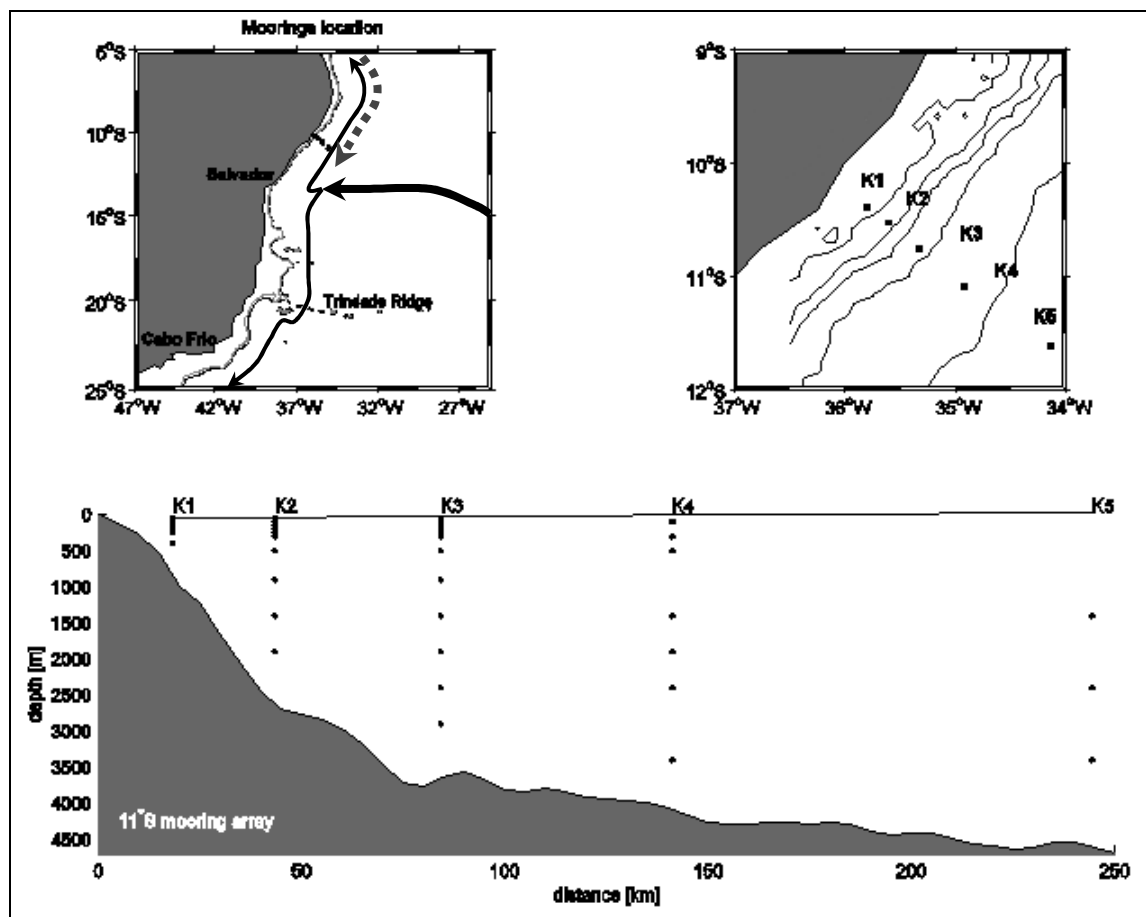 Moorings location
5°S
10°S
15°S
20°S
25°S
47°W 42°W 37°W 32°W 27°W
Salvador
Trindade Ridge
Cabo Frio
9°S
10°S
11°S
12°S
37°W 36°W 35°W 34°W
K1
K2
K3
K4
K5
K1 K2 K3 K4 K5
0
500
1000
1500
2000
2500
3000
3500
4000
4500
depth [m]
11°S mooring array
0 50 100 150 200 250
distance [km]